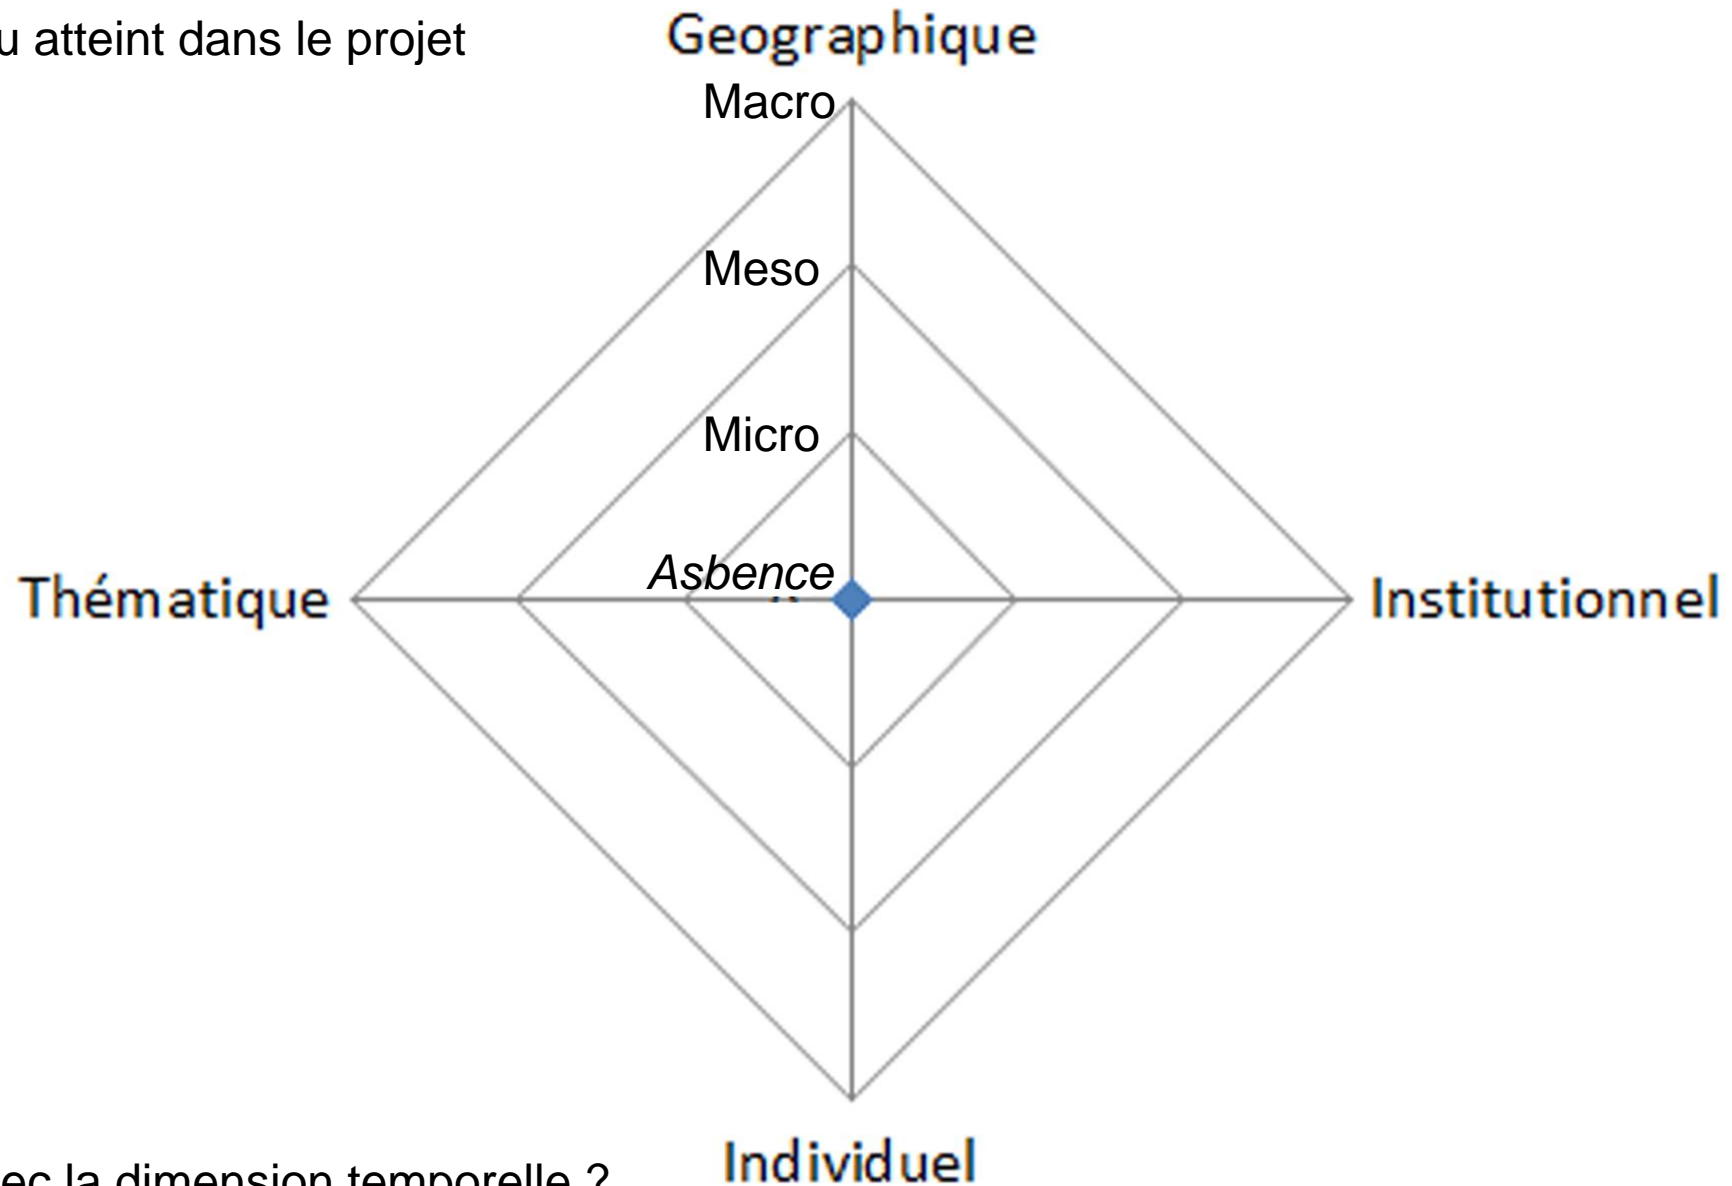 u atteint dans le projet
Geographique
Macro
Meso
Micro
Asbence
Thématique
Institutionnel
Individuel
ec la dimension temporelle ?